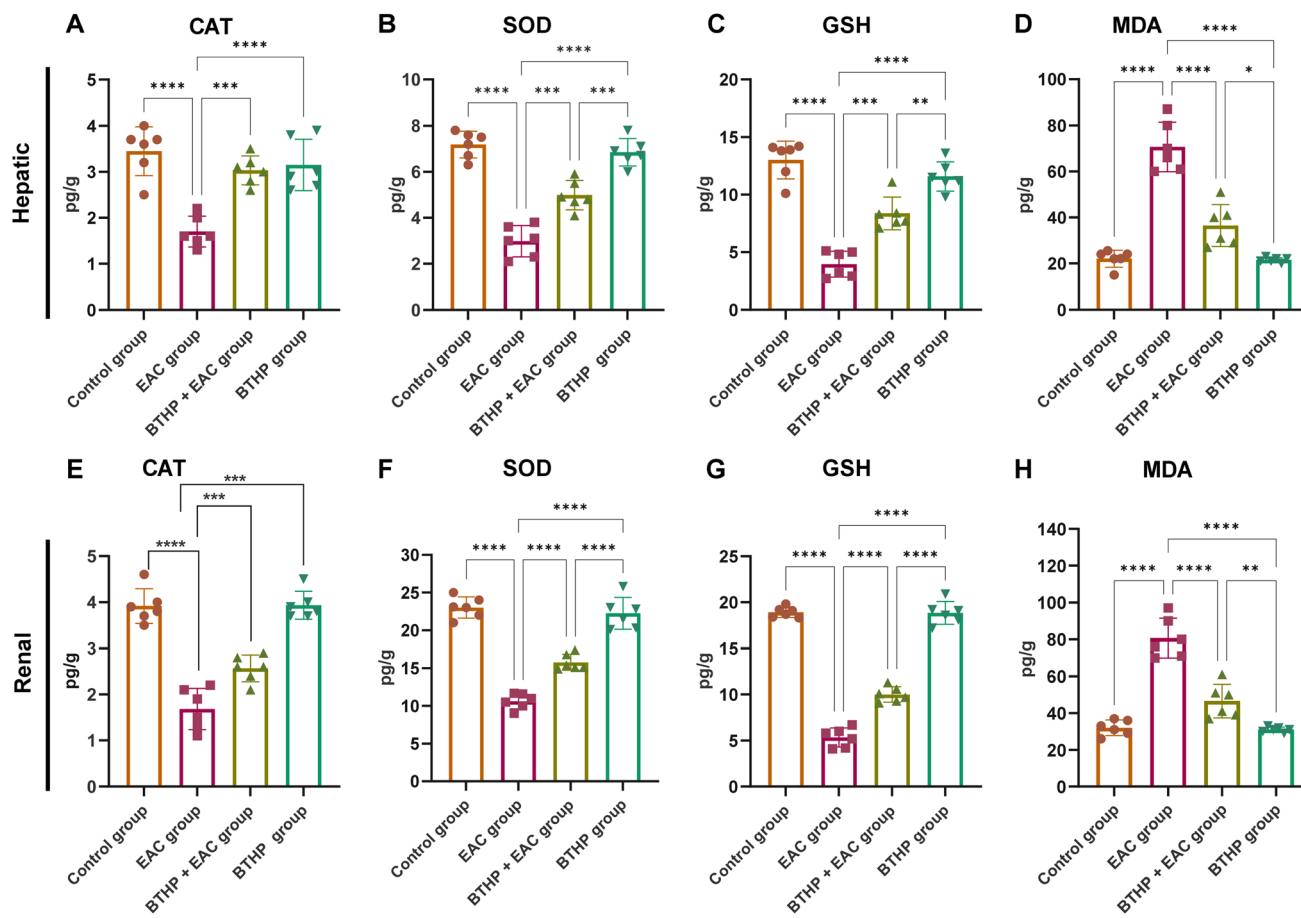 A CAT
B SOD
C GSH
D MDA
Hepatic
pg/g
5
4
3
2
1
0
**** *** ****
Control group
EAC group
BTHP + EAC group
BTHP group
pg/g
10
8
6
4
2
0
**** *** *** ****
Control group
EAC group
BTHP + EAC group
BTHP group
pg/g
20
15
10
5
0
**** *** ** ****
Control group
EAC group
BTHP + EAC group
BTHP group
pg/g
100
80
60
40
20
0
**** **** * ****
Control group
EAC group
BTHP + EAC group
BTHP group
E CAT
F SOD
G GSH
H MDA
Renal
pg/g
5
4
3
2
1
0
**** *** ***
Control group
EAC group
BTHP + EAC group
BTHP group
pg/g
30
25
20
15
10
5
0
**** **** **** ****
Control group
EAC group
BTHP + EAC group
BTHP group
pg/g
25
20
15
10
5
0
**** **** **** ****
Control group
EAC group
BTHP + EAC group
BTHP group
pg/g
140
120
100
80
60
40
20
0
**** **** ** ****
Control group
EAC group
BTHP + EAC group
BTHP group